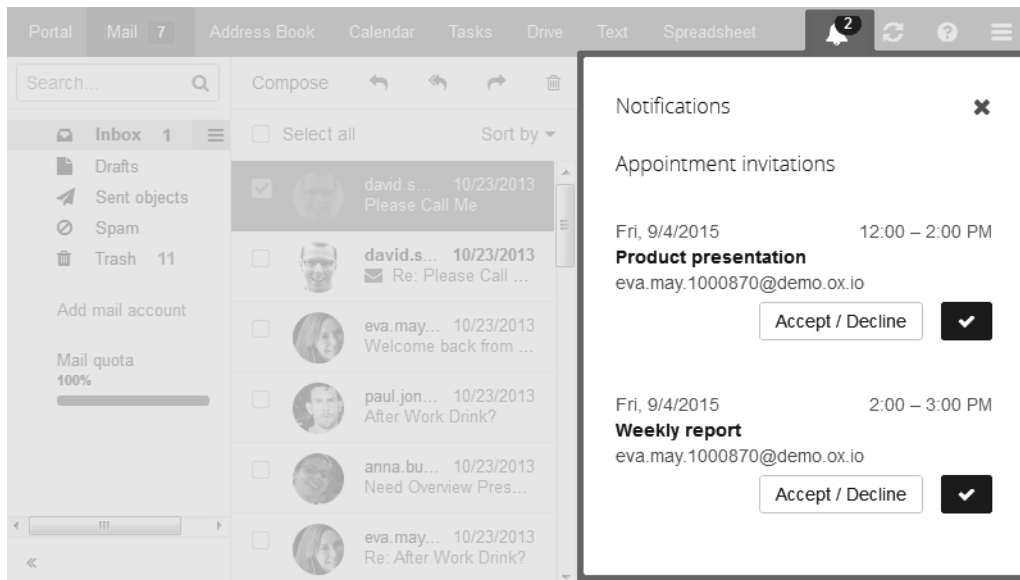 Portal Mail 7 Address Book Calendar Tasks Drive Text Spreadsheet 2
Search...
Inbox 1
Drafts
Sent objects
Spam
Trash 11
Add mail account
Mail quota
100%
Compose
Select all Sort by
david.s... 10/23/2013
Please Call Me
david.s... 10/23/2013
Re: Please Call ...
eva.may... 10/23/2013
Welcome back from ...
paul.jon... 10/23/2013
After Work Drink?
anna.bu... 10/23/2013
Need Overview Pres...
eva.may... 10/23/2013
Re: After Work Drink?
Notifications
Appointment invitations
Fri, 9/4/2015 12:00 – 2:00 PM
Product presentation
eva.may.1000870@demo.ox.io
Accept / Decline
Fri, 9/4/2015 2:00 – 3:00 PM
Weekly report
eva.may.1000870@demo.ox.io
Accept / Decline